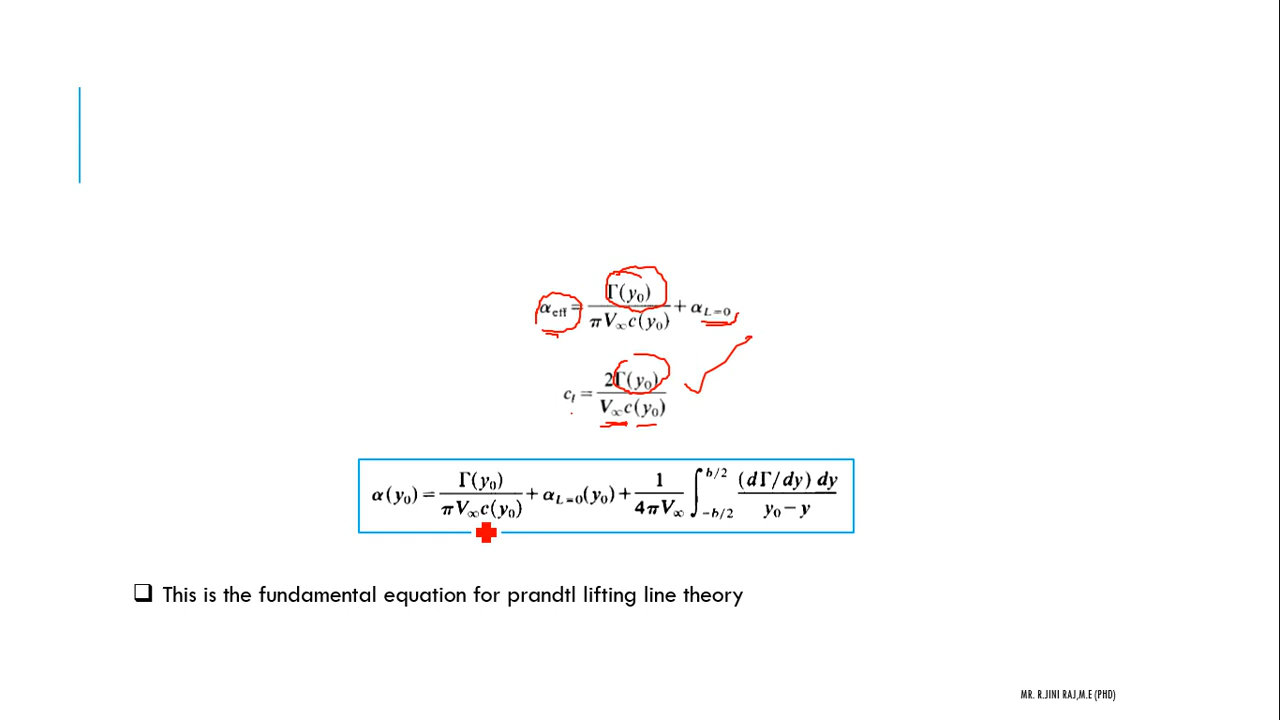 α_eff = Γ(y₀) / πV∞c(y₀) + α_L=0
c_l = 2Γ(y₀) / V∞c(y₀)
α(y₀) = Γ(y₀) / πV∞c(y₀) + α_L=0(y₀) + 1 / 4πV∞ ∫_−b/2^b/2 (dΓ/dy) dy / y₀ − y
❑ This is the fundamental equation for prandtl lifting line theory
MR. R.JINI RAJ,M.E (PHD)